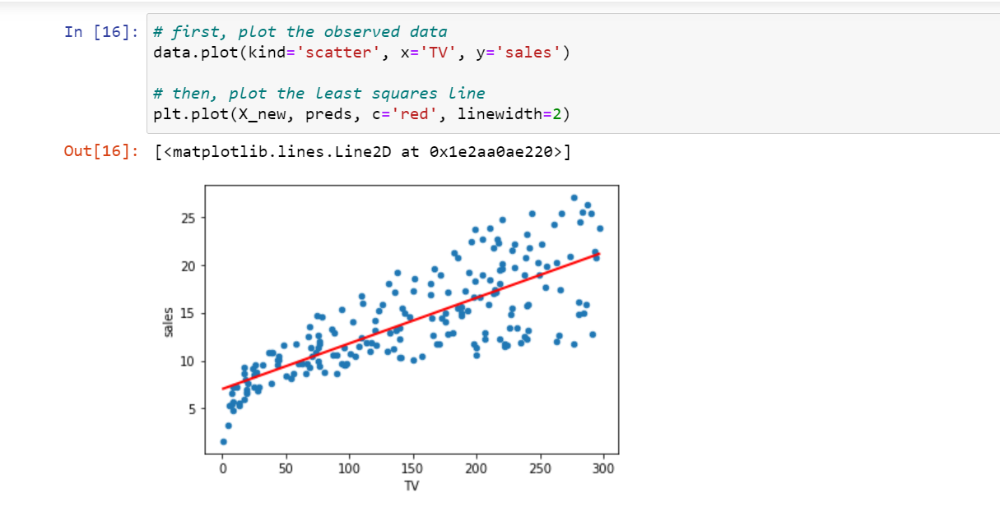 In [16]: # first, plot the observed data
data.plot(kind='scatter', x='TV', y='sales')
# then, plot the least squares line
plt.plot(X_new, preds, c='red', linewidth=2)
Out[16]: [<matplotlib.lines.Line2D at 0x1e2aa0ae220>]
25
20
15
10
5
sales
0 50 100 150 200 250 300
TV